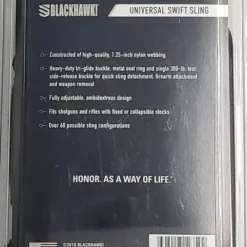 BLACKHAWK!
UNIVERSAL SWIFT SLING
Constructed of high-quality, 1.25-inch nylon webbing
Heavy-duty tri-glide buckle, metal oval ring and single 300-lb. test
side-release buckle for quick sling detachment, firearm attachment
and weapon removal
Fully adjustable, ambidextrous design
Fits shotguns and rifles with fixed or collapsible stocks
Over 60 possible sling configurations
HONOR. AS A WAY OF LIFE.
BLACKHAWK!